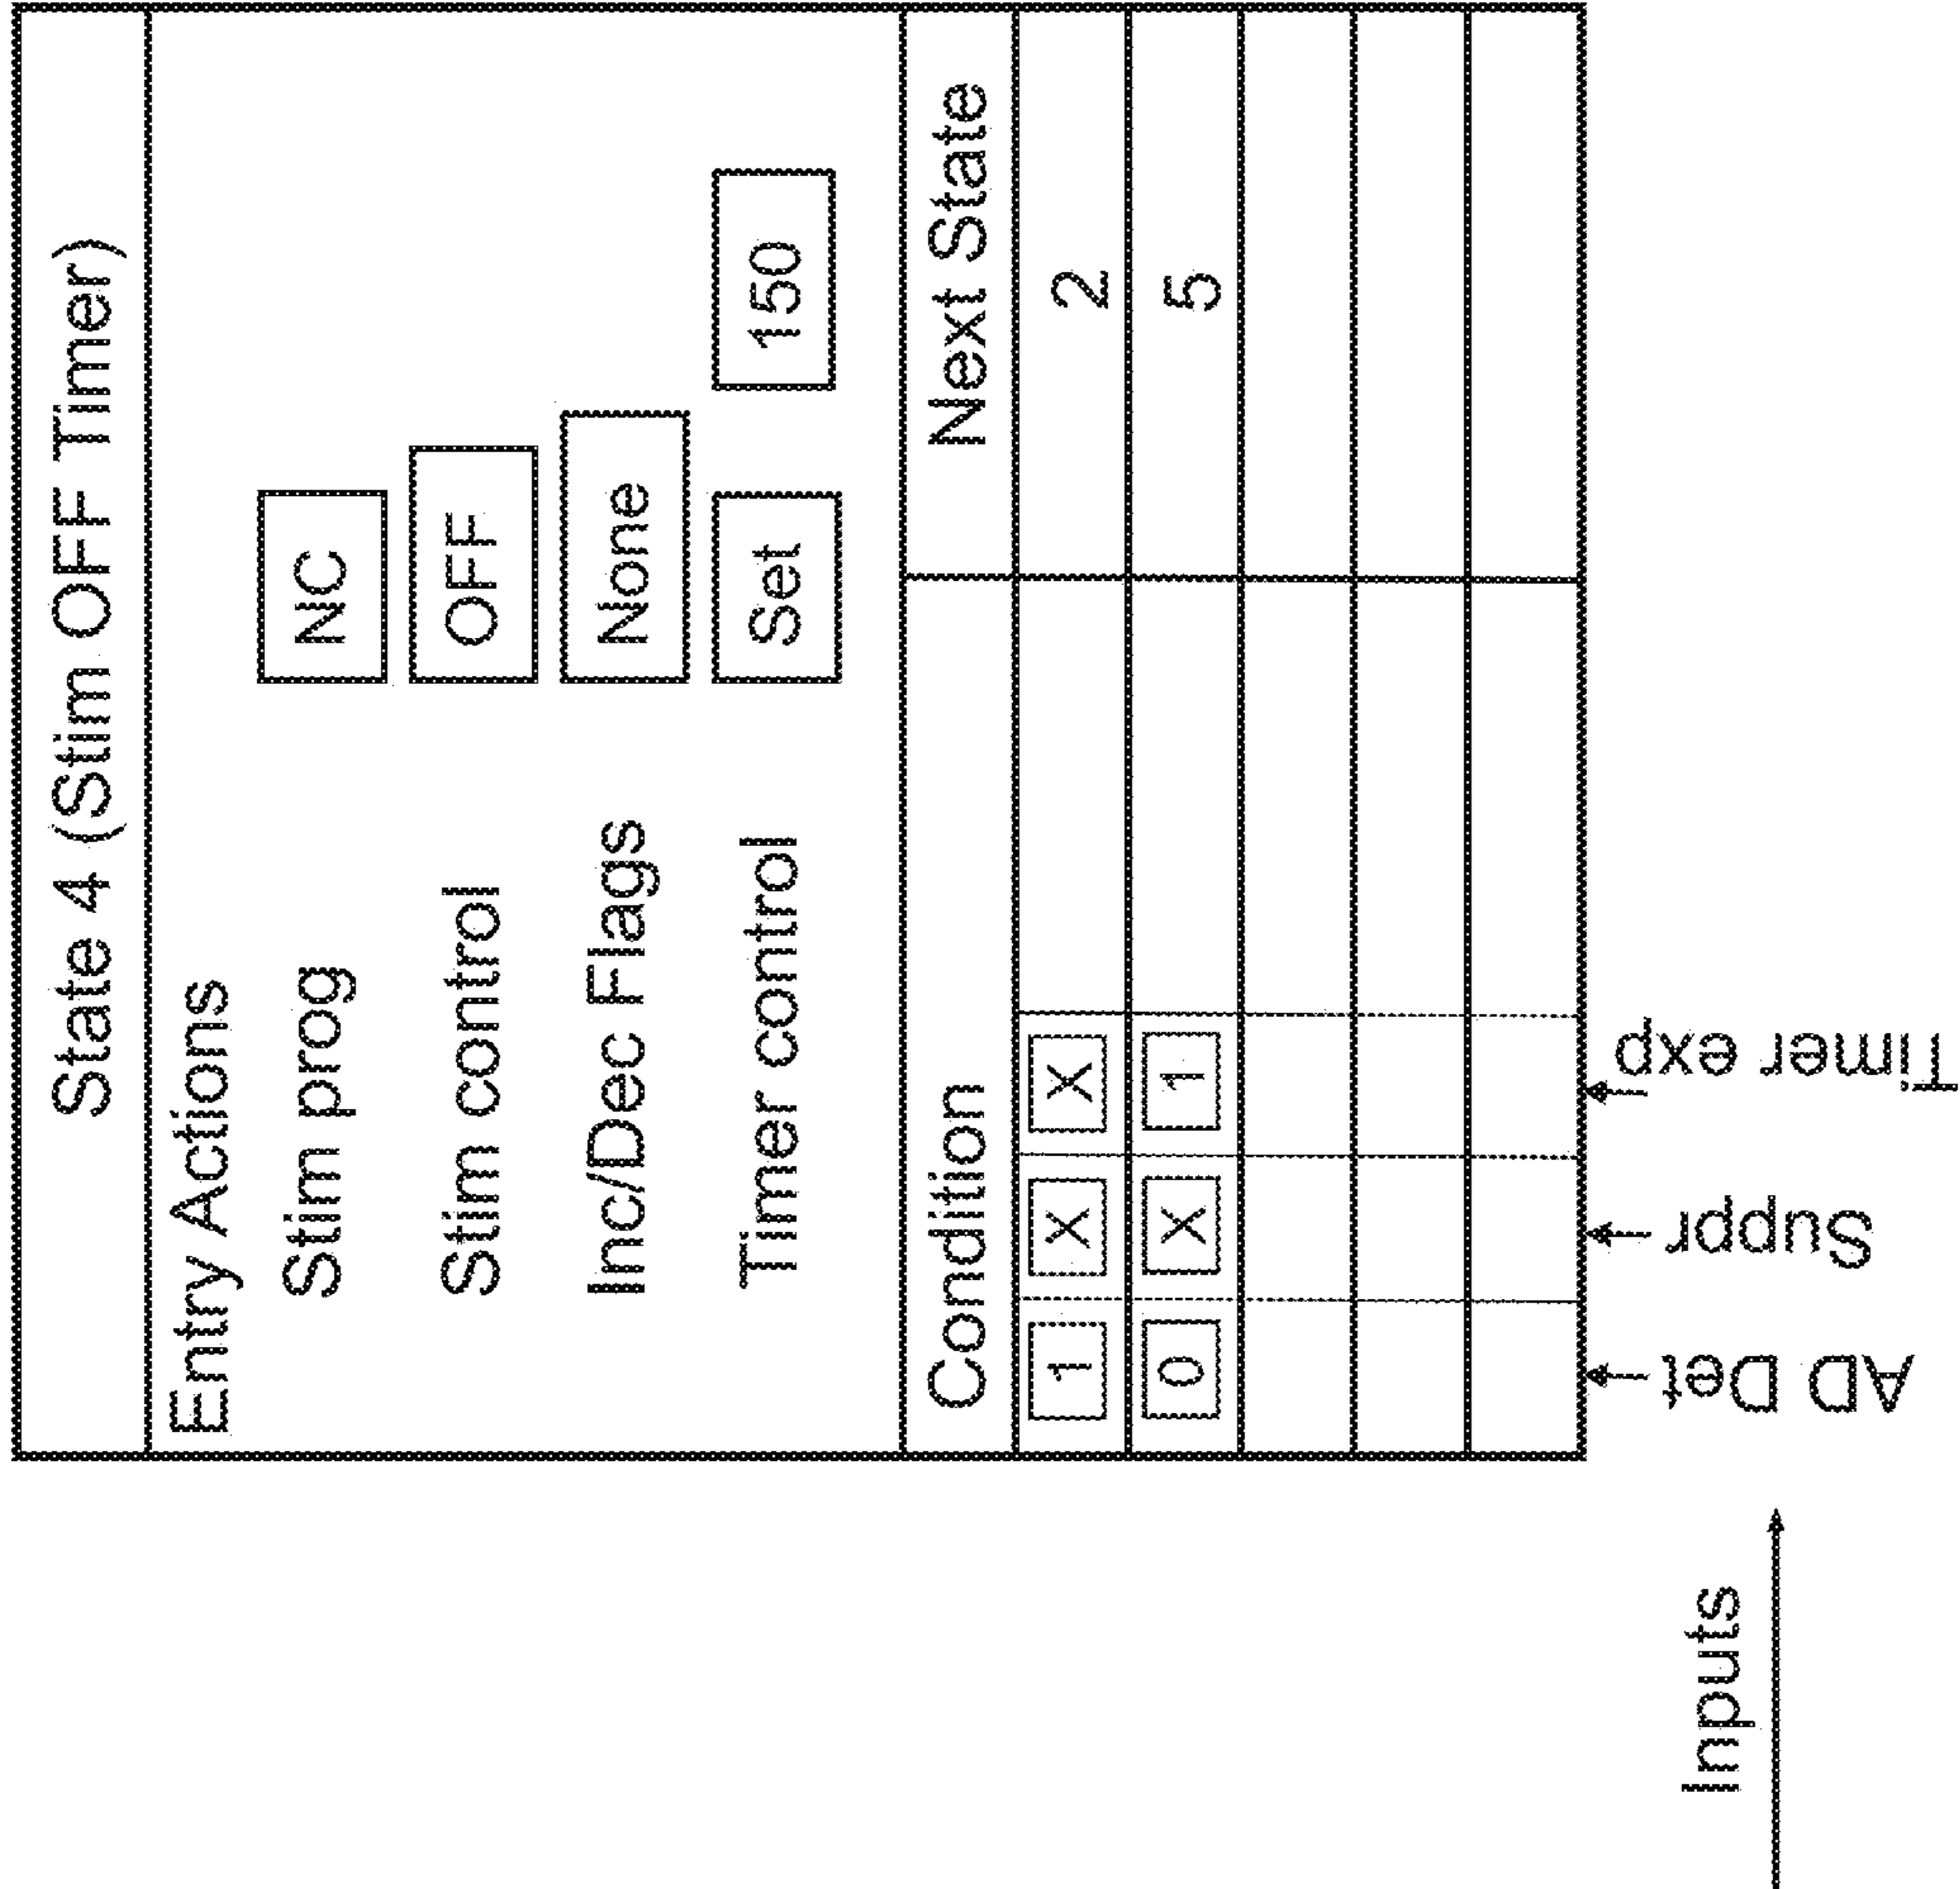 State 4 (Stim OFF Timer)
Entry Actions
Stim prog NC
Stim control OFF
Inc/Dec Flags None
Timer control Set 150
Condition Next State
1 X X 2
0 X 1 5
AD Det Suppr Timer exp
Inputs